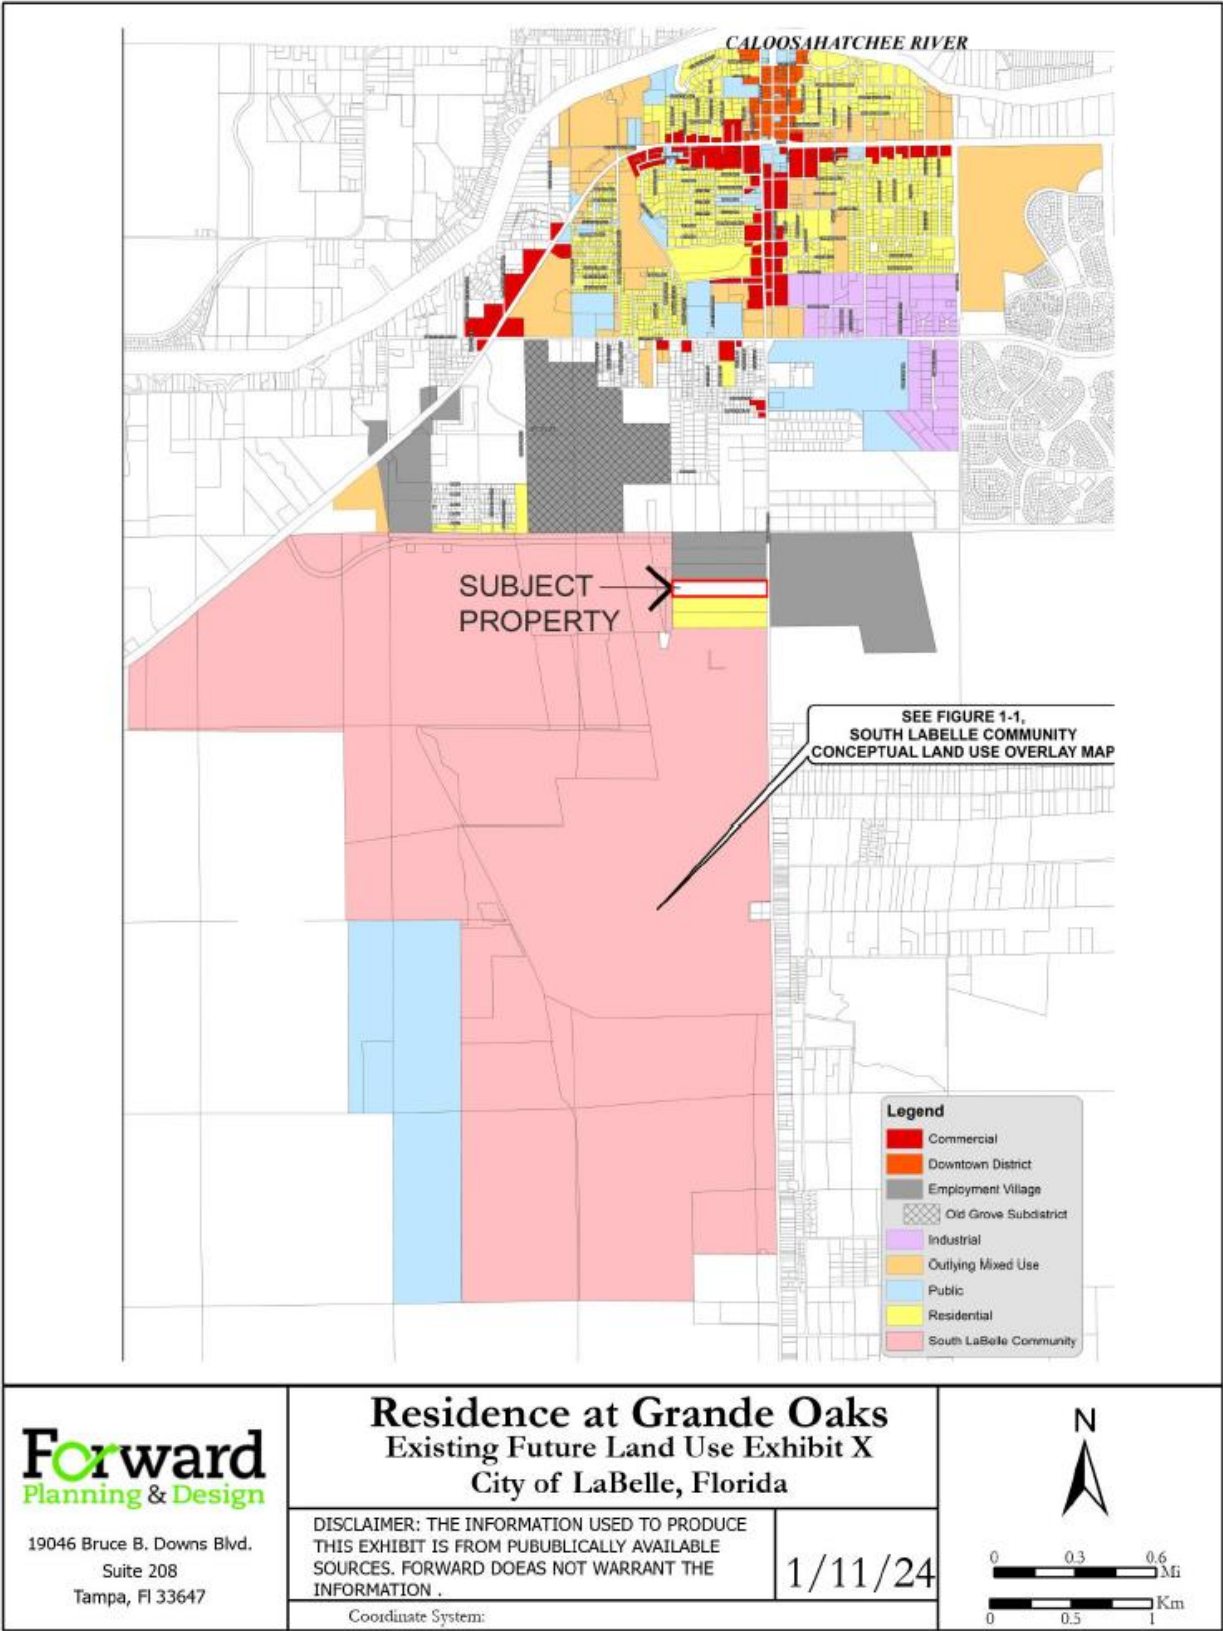 CALOOSAHATCHEE RIVER
SUBJECT
PROPERTY
L
SEE FIGURE 1-1,
SOUTH LABELLE COMMUNITY
CONCEPTUAL LAND USE OVERLAY MAP
Legend
Commercial
Downtown District
Employment Village
Old Grove Subdistrict
Industrial
Outlying Mixed Use
Public
Residential
South LaBelle Community
Forward
Planning & Design
19046 Bruce B. Downs Blvd.
Suite 208
Tampa, Fl 33647
Residence at Grande Oaks
Existing Future Land Use Exhibit X
City of LaBelle, Florida
DISCLAIMER: THE INFORMATION USED TO PRODUCE
THIS EXHIBIT IS FROM PUBUBLICALLY AVAILABLE
SOURCES. FORWARD DOEAS NOT WARRANT THE
INFORMATION .
1/11/24
Coordinate System:
N
0 0.3 0.6
Mi
Km
0 0.5 1